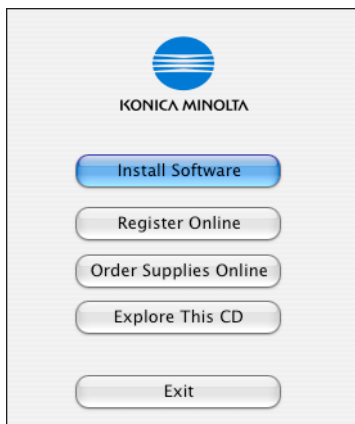 KONICA MINOLTA
Install Software
Register Online
Order Supplies Online
Explore This CD
Exit